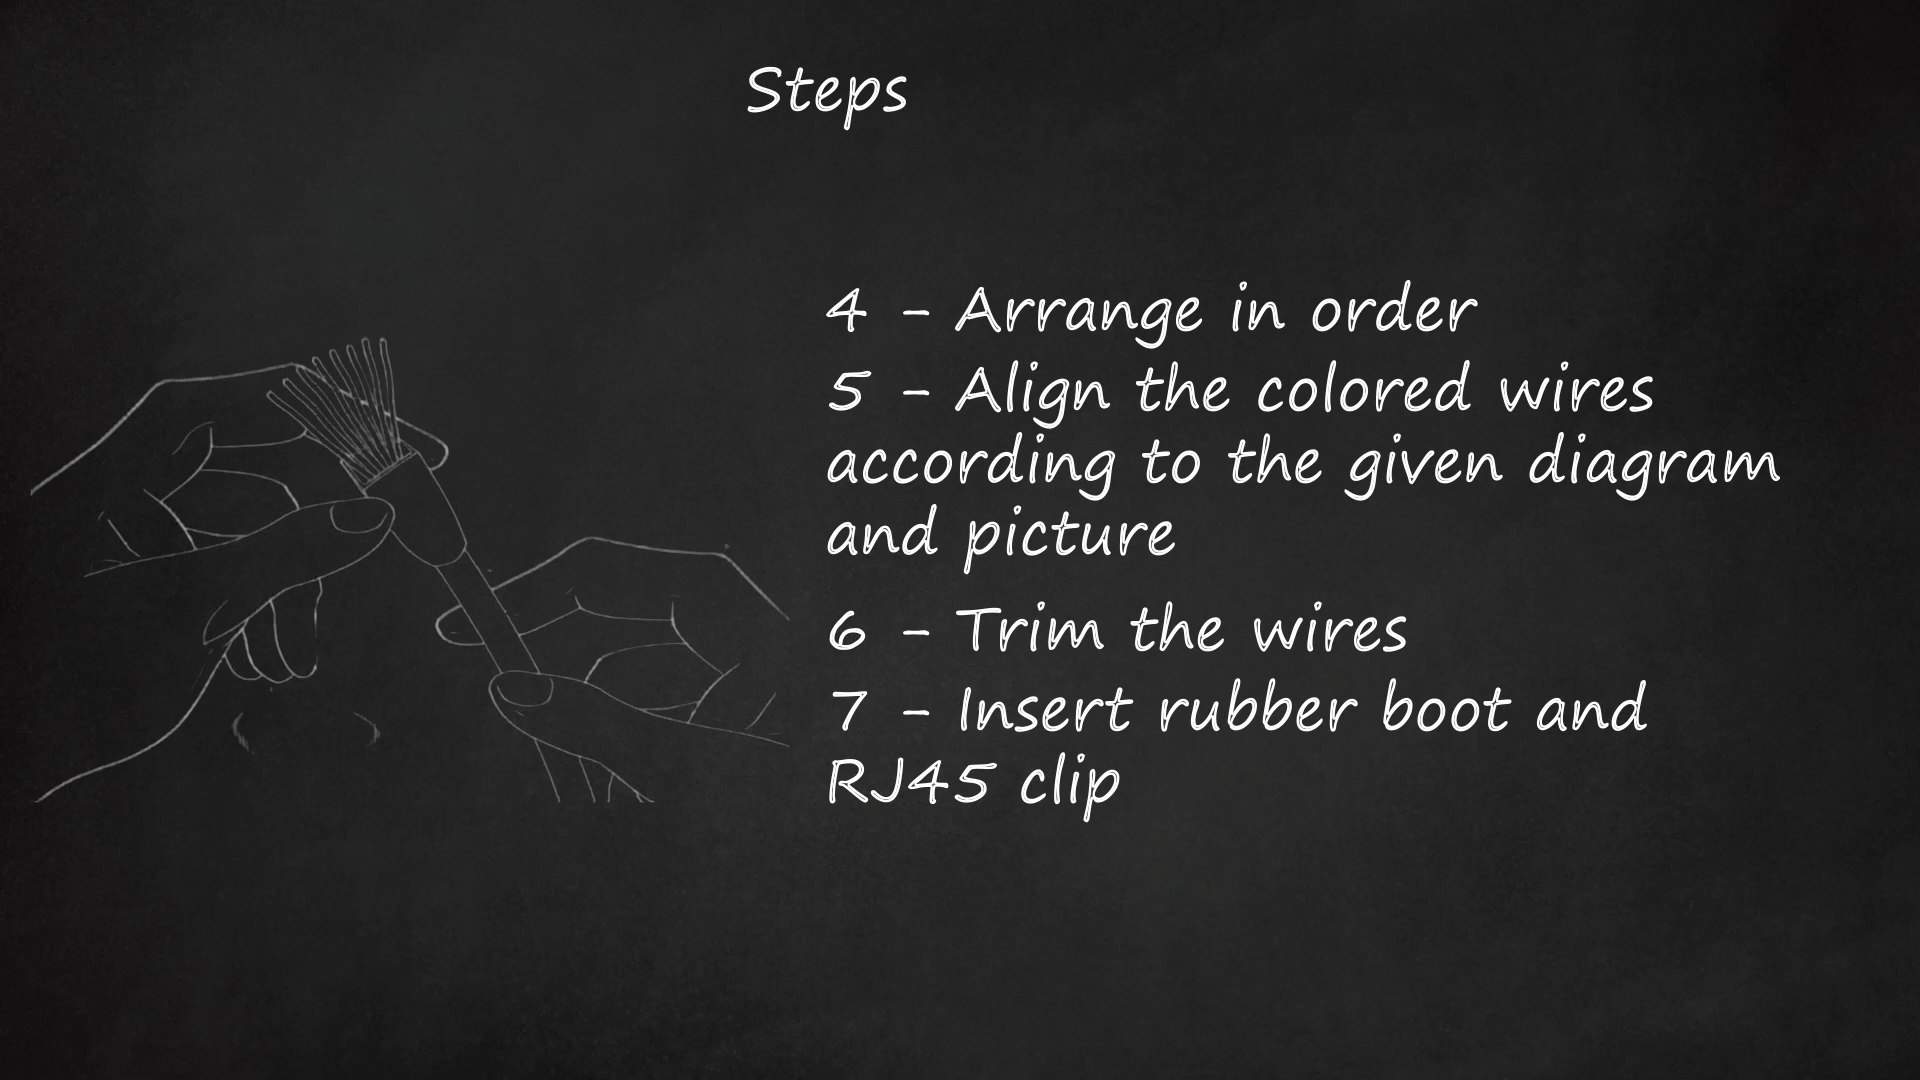 Steps
4 - Arrange in order
5 - Align the colored wires
according to the given diagram
and picture
6 - Trim the wires
7 - Insert rubber boot and
RJ45 clip